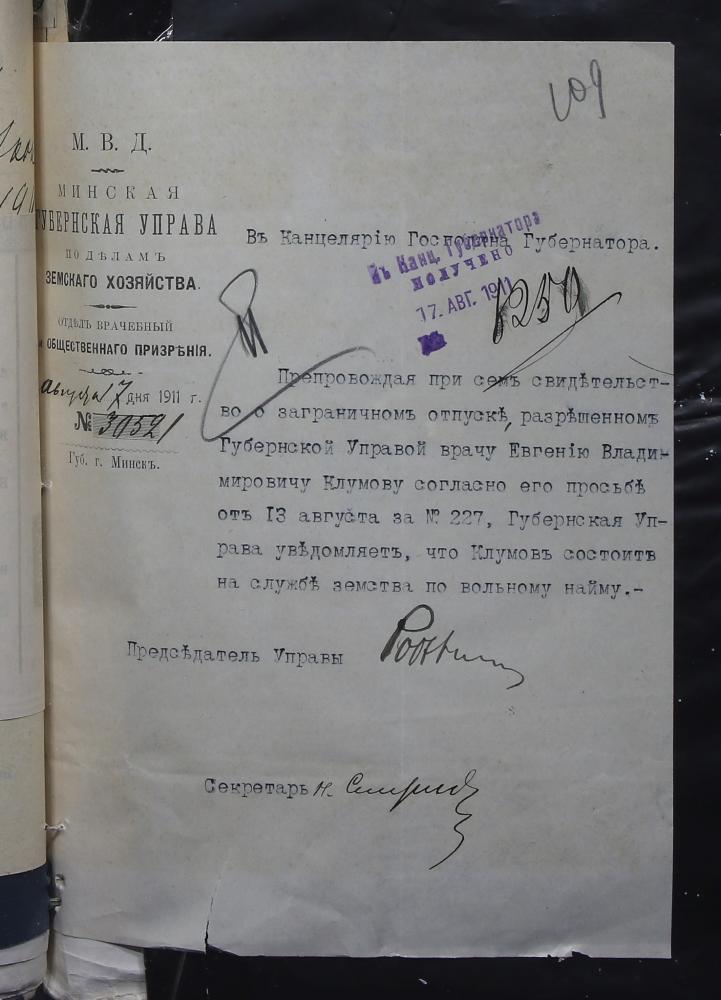 109
М. В. Д.
МИНСКАЯ
ГУБЕРНСКАЯ УПРАВА
ПО ДѢЛАМЪ
ЗЕМСКАГО ХОЗЯЙСТВА.
ОТДѢЛЪ ВРАЧЕБНЫЙ
и ОБЩЕСТВЕННАГО ПРИЗРѢНІЯ.
Августа 17 дня 1911 г.
№ 30521
Губ. г. Минскъ.
Въ Канцелярію Господина Губернатора.
Въ Канц. Губернатора
ПОЛУЧЕНО
17. АВГ. 1911
№ 1259
Препровождая при семъ свидѣтельст-
во о заграничном отпускѣ, разрѣшенномъ
Губернской Управой врачу Евгенію Влади-
мировичу Клумову согласно его просьбѣ
отъ 13 августа за № 227, Губернская Уп-
рава увѣдомляетъ, что Клумовъ состоитъ
на службѣ земства по вольному найму.-
Предсѣдатель Управы
Секретарь Н.